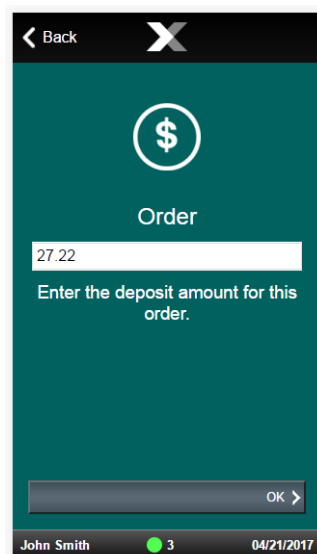 Back
$
Order
27.22
Enter the deposit amount for this
order.
OK
John Smith 3 04/21/2017